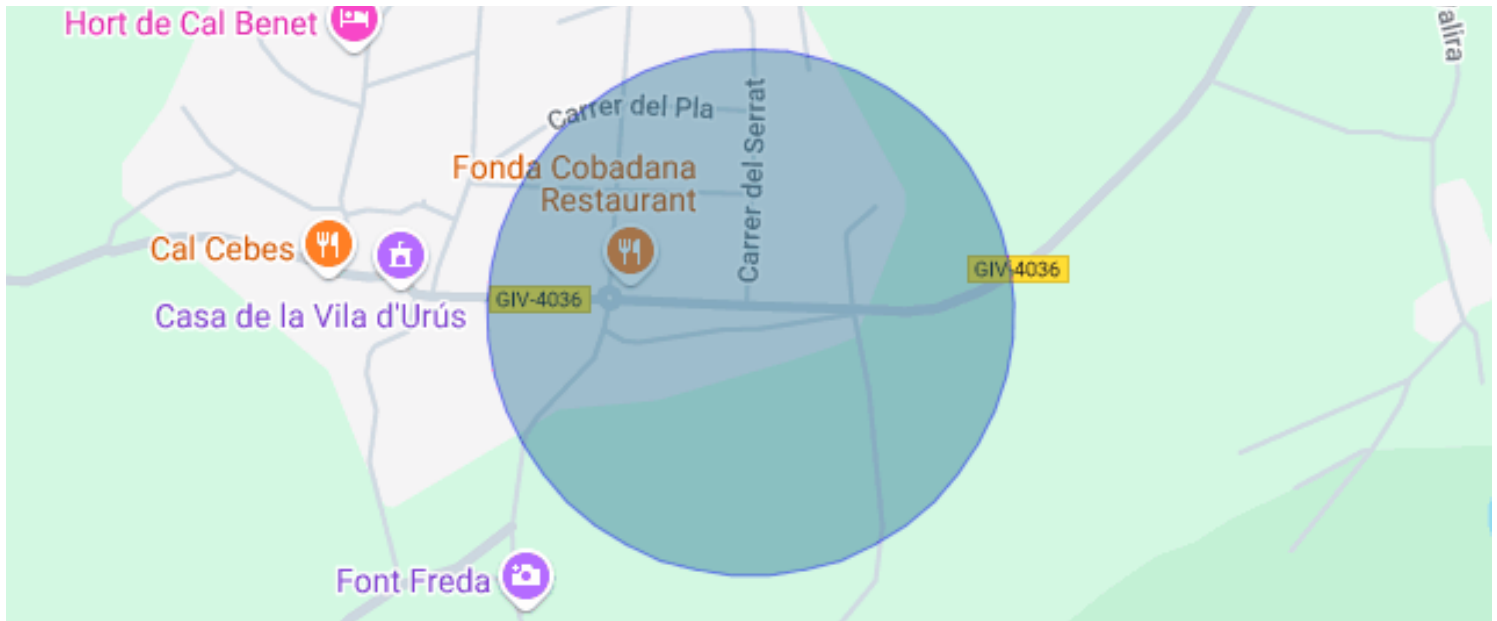 Hort de Cal Benet
alira
Carrer del Pla
Carrer del Serrat
Fonda Cobadana
Restaurant
Cal Cebes
GIV-4036
GIV-4036
Casa de la Vila d'Urús
Font Freda